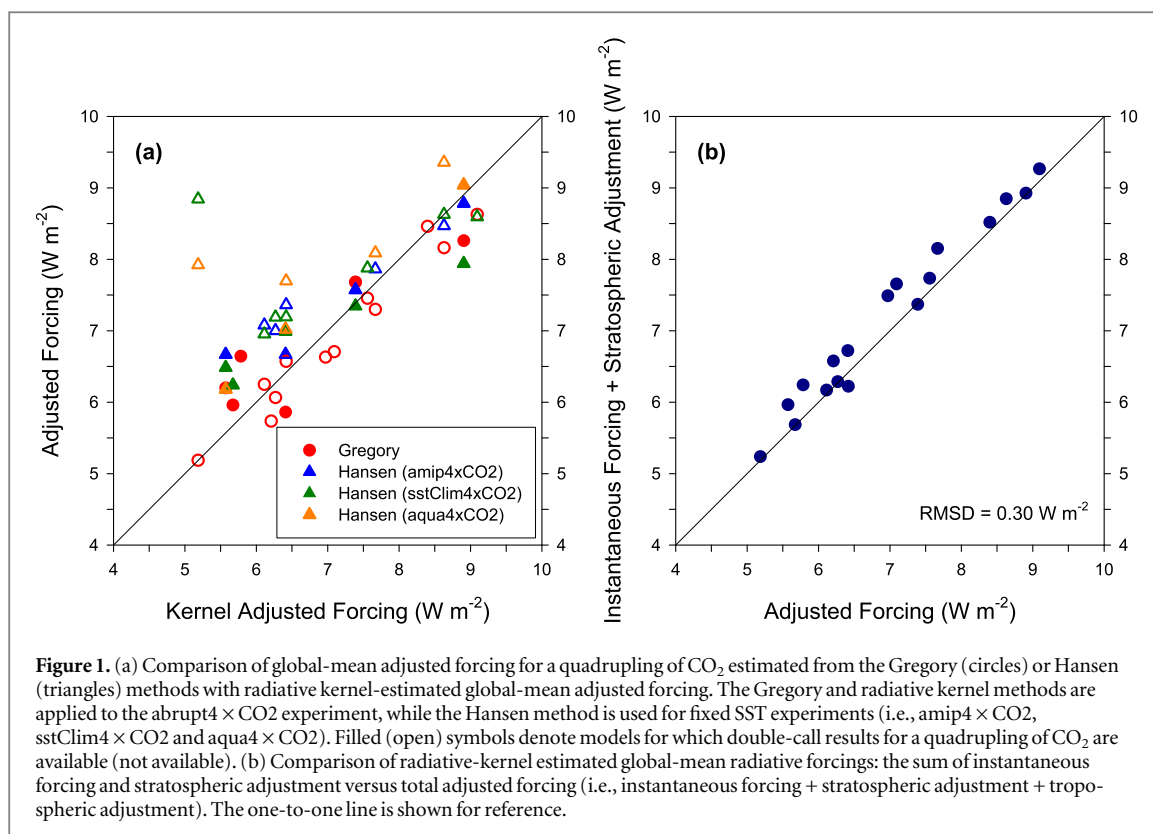 (a)
Adjusted Forcing (W m-2)
10
9
8
7
6
5
4
10
9
8
7
6
5
4
4 5 6 7 8 9 10
Kernel Adjusted Forcing (W m-2)
Gregory
Hansen (amip4xCO2)
Hansen (sstClim4xCO2)
Hansen (aqua4xCO2)
(b)
Instantaneous Forcing + Stratospheric Adjustment (W m-2)
10
9
8
7
6
5
4
10
9
8
7
6
5
4
RMSD = 0.30 W m-2
4 5 6 7 8 9 10
Adjusted Forcing (W m-2)
Figure 1. (a) Comparison of global-mean adjusted forcing for a quadrupling of CO2 estimated from the Gregory (circles) or Hansen
(triangles) methods with radiative kernel-estimated global-mean adjusted forcing. The Gregory and radiative kernel methods are
applied to the abrupt4 × CO2 experiment, while the Hansen method is used for fixed SST experiments (i.e., amip4 × CO2,
sstClim4 × CO2 and aqua4 × CO2). Filled (open) symbols denote models for which double-call results for a quadrupling of CO2 are
available (not available). (b) Comparison of radiative-kernel estimated global-mean radiative forcings: the sum of instantaneous
forcing and stratospheric adjustment versus total adjusted forcing (i.e., instantaneous forcing + stratospheric adjustment + tropo-
spheric adjustment). The one-to-one line is shown for reference.